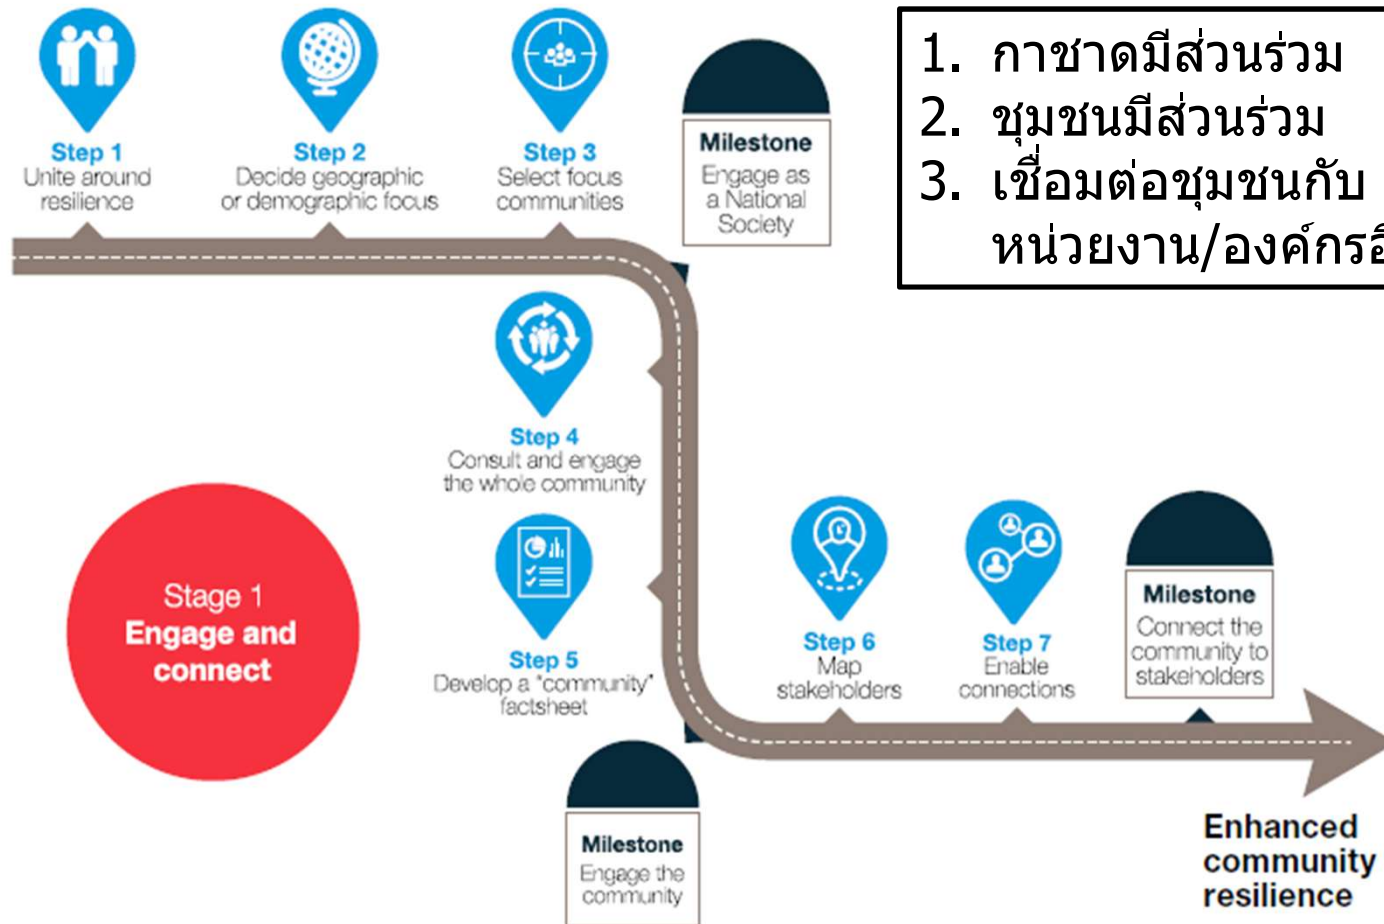 Step 1
Unite around
resilience
Step 2
Decide geographic
or demographic focus
Step 3
Select focus
communities
Milestone
Engage as
a National
Society
1. กาชาดมีส่วนร่วม
2. ชุมชนมีส่วนร่วม
3. เชื่อมต่อชุมชนกับ
หน่วยงาน/องค์กร
Step 4
Consult and engage
the whole community
Stage 1
Engage and
connect
Step 5
Develop a "community"
factsheet
Step 6
Map
stakeholders
Step 7
Enable
connections
Milestone
Connect the
community to
stakeholders
Milestone
Engage the
community
Enhanced
community
resilience